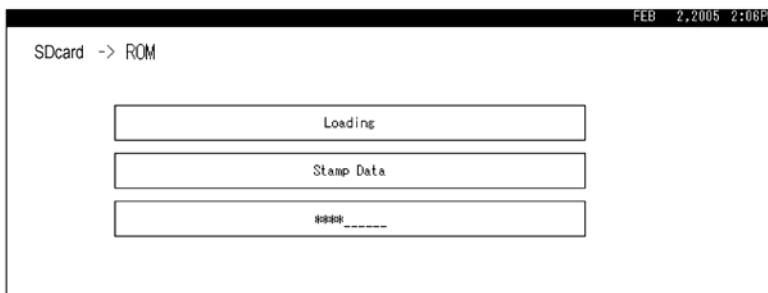 FEB 2,2005 2:06P
SDcard -> ROM
Loading
Stamp Data
****______